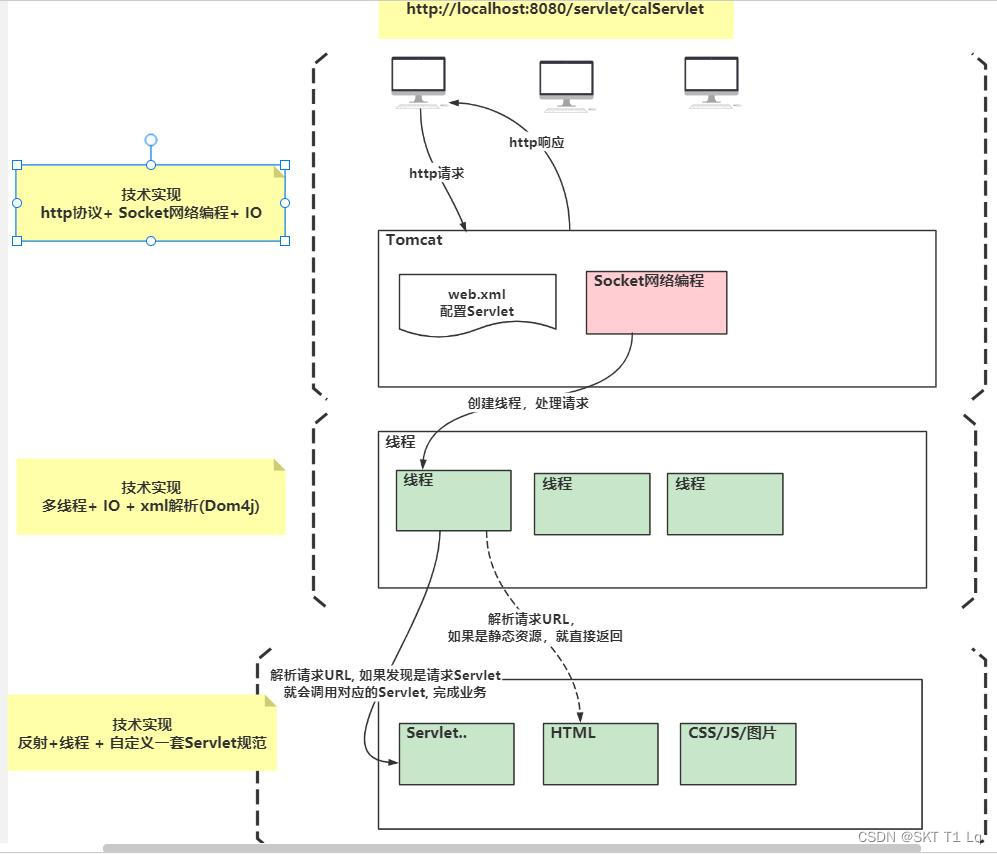 http://localhost:8080/servlet/calServlet
http响应
http请求
技术实现
http协议+ Socket网络编程+ IO
Tomcat
web.xml
配置Servlet
Socket网络编程
创建线程，处理请求
线程
线程
线程
线程
技术实现
多线程+ IO + xml解析(Dom4j)
解析请求URL，
如果是静态资源，就直接返回
解析请求URL, 如果发现是请求Servlet
就会调用对应的Servlet, 完成业务
技术实现
反射+线程 + 自定义一套Servlet规范
Servlet..
HTML
CSS/JS/图片
CSDN @SKT T1 Lq